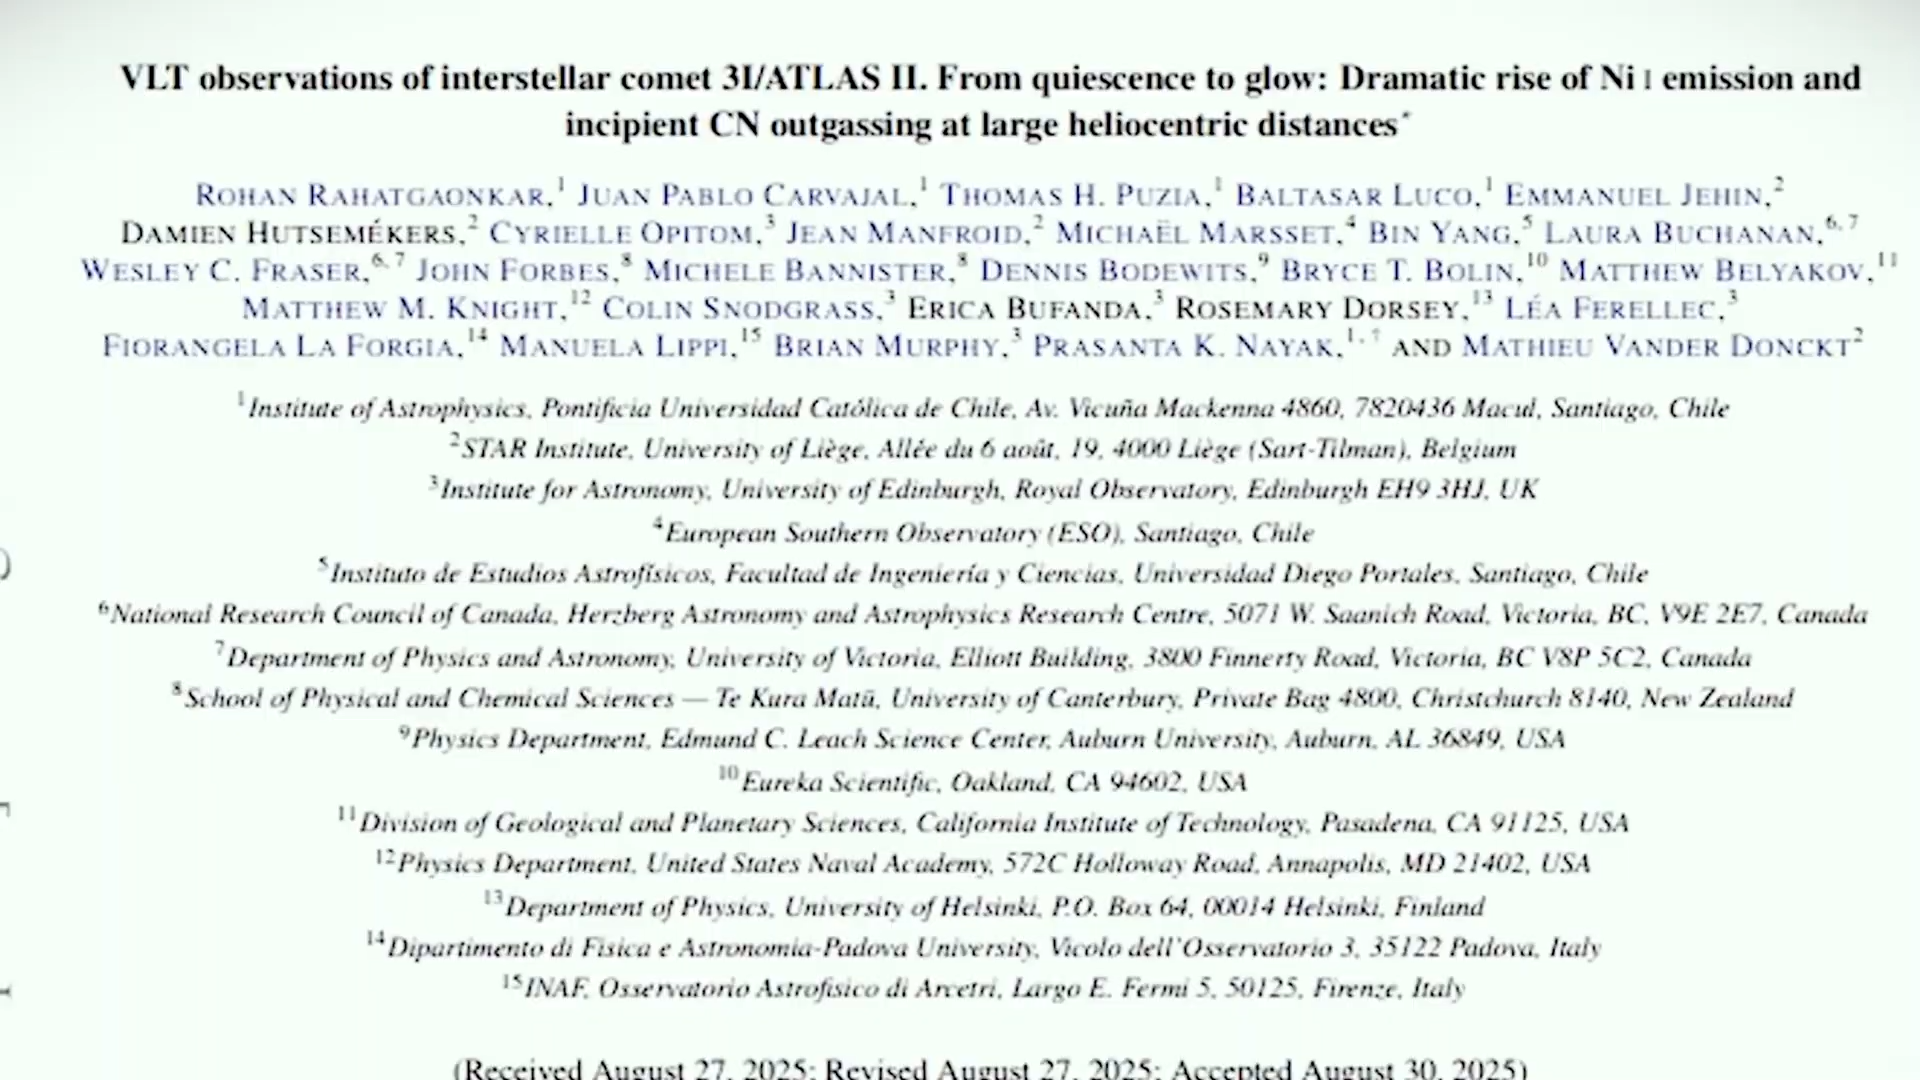 VLT observations of interstellar comet 3I/ATLAS II. From quiescence to glow: Dramatic rise of Ni I emission and
incipient CN outgassing at large heliocentric distances*
ROHAN RAHATGAONKAR,1 JUAN PABLO CARVAJAL,1 THOMAS H. PUZIA,1 BALTASAR LUCO,1 EMMANUEL JEHIN,2
DAMIEN HUTSEMÉKERS,2 CYRIELLE OPITOM,3 JEAN MANFROID,2 MICHAËL MARSSET,4 BIN YANG,5 LAURA BUCHANAN,6,7
WESLEY C. FRASER,6,7 JOHN FORBES,8 MICHELE BANNISTER,8 DENNIS BODEWITS,9 BRYCE T. BOLIN,10 MATTHEW BELYAKOV,11
MATTHEW M. KNIGHT,12 COLIN SNODGRASS,3 ERICA BUFANDA,3 ROSEMARY DORSEY,13 LÉA FERELLEC,3
FIORANGELA LA FORGIA,14 MANUELA LIPPI,15 BRIAN MURPHY,3 PRASANTA K. NAYAK,1,† AND MATHIEU VANDER DONCKT2
1Institute of Astrophysics, Pontificia Universidad Católica de Chile, Av. Vicuña Mackenna 4860, 7820436 Macul, Santiago, Chile
2STAR Institute, University of Liège, Allée du 6 août, 19, 4000 Liège (Sart-Tilman), Belgium
3Institute for Astronomy, University of Edinburgh, Royal Observatory, Edinburgh EH9 3HJ, UK
4European Southern Observatory (ESO), Santiago, Chile
5Instituto de Estudios Astrofísicos, Facultad de Ingeniería y Ciencias, Universidad Diego Portales, Santiago, Chile
6National Research Council of Canada, Herzberg Astronomy and Astrophysics Research Centre, 5071 W. Saanich Road, Victoria, BC, V9E 2E7, Canada
7Department of Physics and Astronomy, University of Victoria, Elliott Building, 3800 Finnerty Road, Victoria, BC V8P 5C2, Canada
8School of Physical and Chemical Sciences — Te Kura Matū, University of Canterbury, Private Bag 4800, Christchurch 8140, New Zealand
9Physics Department, Edmund C. Leach Science Center, Auburn University, Auburn, AL 36849, USA
10Eureka Scientific, Oakland, CA 94602, USA
11Division of Geological and Planetary Sciences, California Institute of Technology, Pasadena, CA 91125, USA
12Physics Department, United States Naval Academy, 572C Holloway Road, Annapolis, MD 21402, USA
13Department of Physics, University of Helsinki, P.O. Box 64, 00014 Helsinki, Finland
14Dipartimento di Fisica e Astronomia-Padova University, Vicolo dell'Osservatorio 3, 35122 Padova, Italy
15INAF, Osservatorio Astrofisico di Arcetri, Largo E. Fermi 5, 50125, Firenze, Italy
(Received August 27, 2025; Revised August 27, 2025; Accepted August 30, 2025)